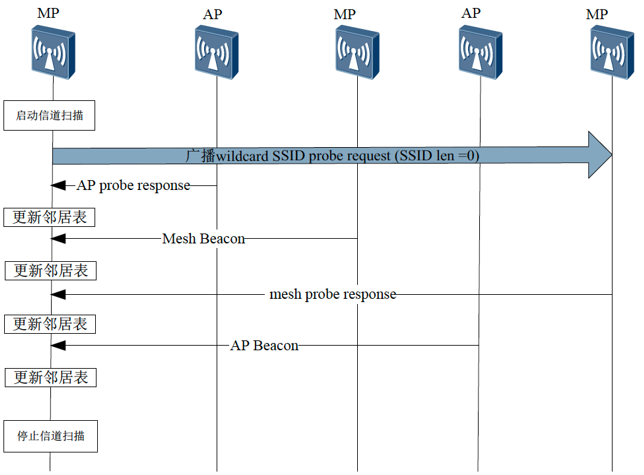 MP
AP
MP
AP
MP
启动信道扫描
广播wildcard SSID probe request (SSID len =0)
AP probe response
更新邻居表
Mesh Beacon
更新邻居表
mesh probe response
更新邻居表
AP Beacon
更新邻居表
停止信道扫描